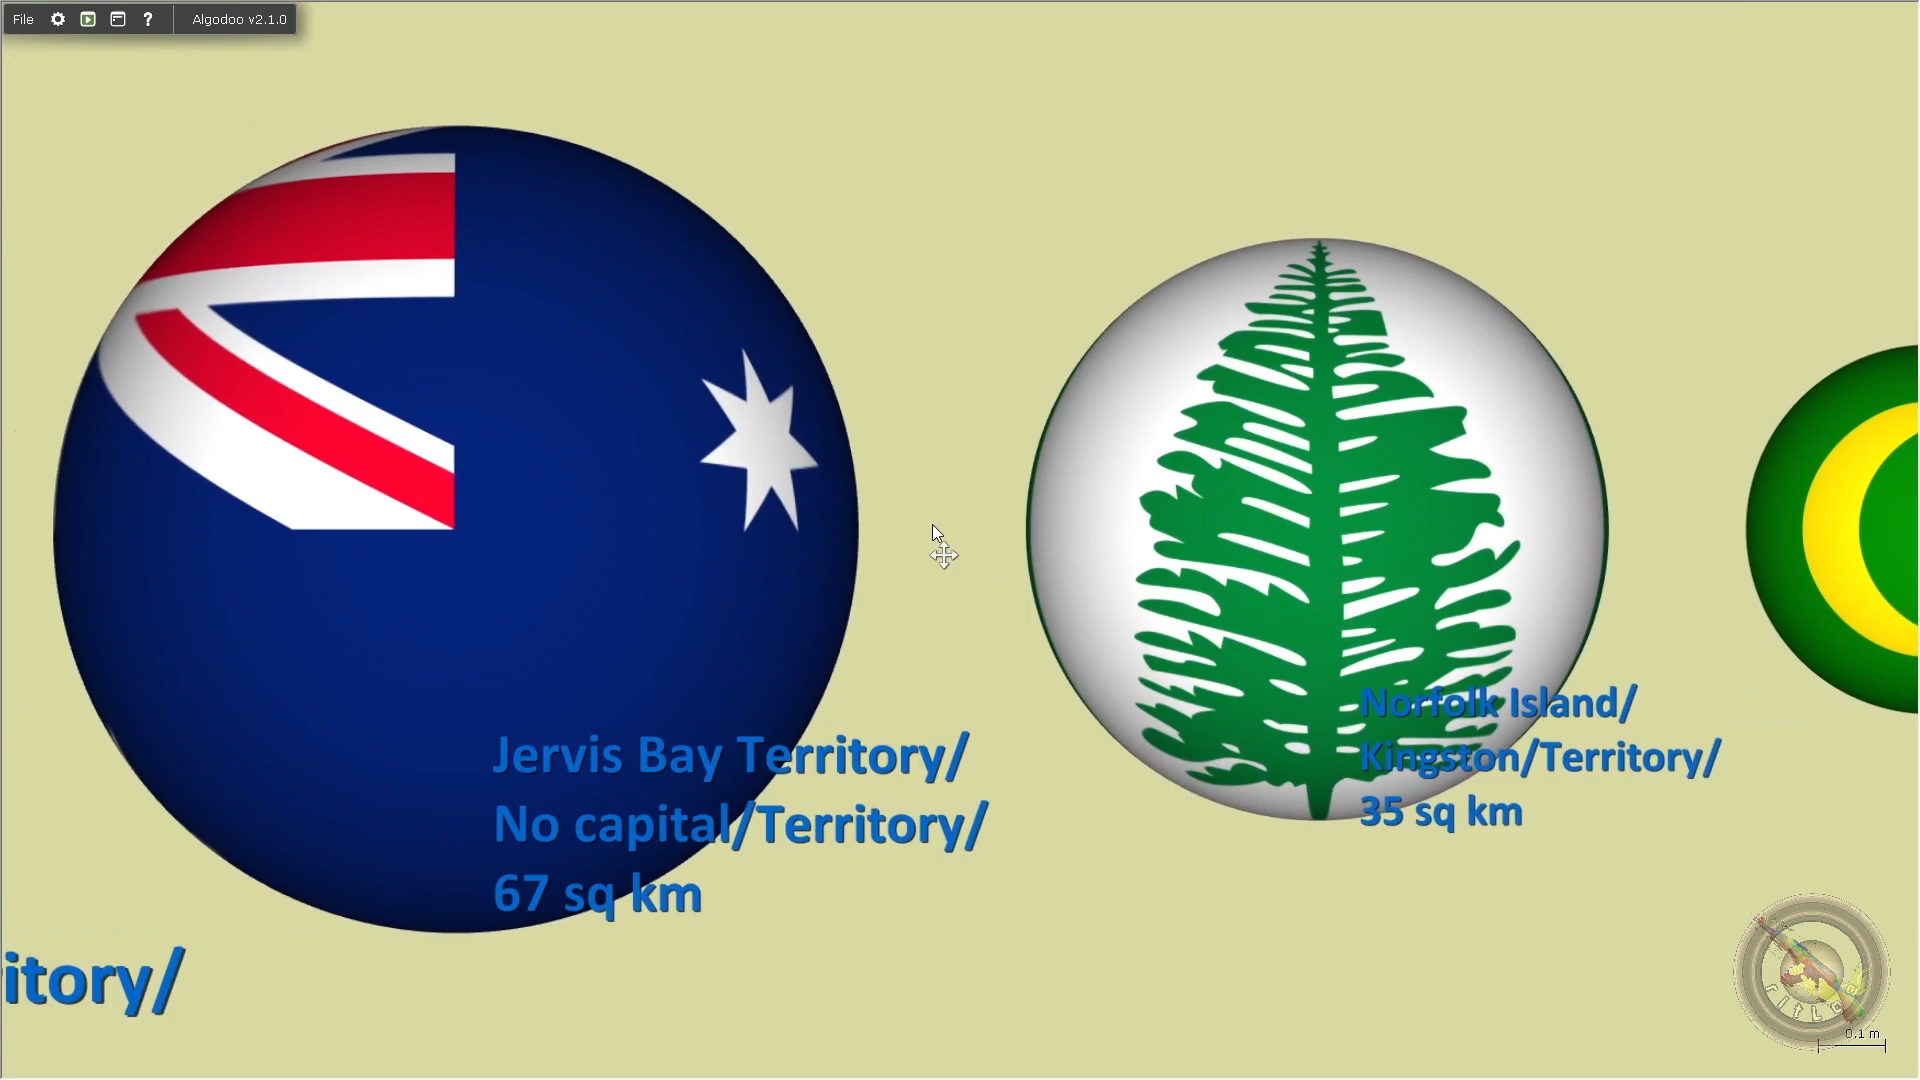 File ? Algodoo v2.1.0
Jervis Bay Territory/
No capital/Territory/
67 sq km
Norfolk Island/
Kingston/Territory/
35 sq km
itory/
0.1 m